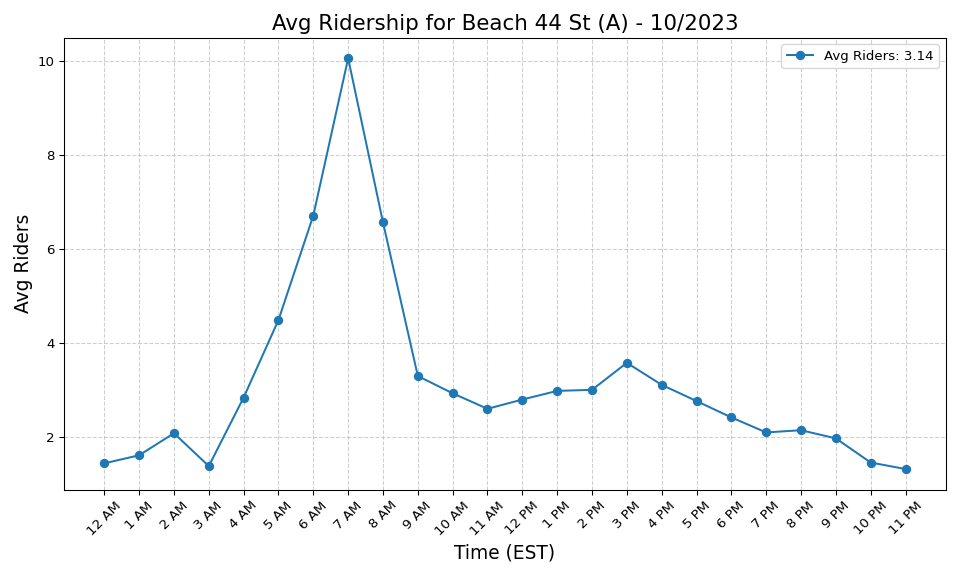 Avg Ridership for Beach 44 St (A) - 10/2023
Avg Riders: 3.14
Avg Riders
10
8
6
4
2
12 AM
1 AM
2 AM
3 AM
4 AM
5 AM
6 AM
7 AM
8 AM
9 AM
10 AM
11 AM
12 PM
1 PM
2 PM
3 PM
4 PM
5 PM
6 PM
7 PM
8 PM
9 PM
10 PM
11 PM
Time (EST)